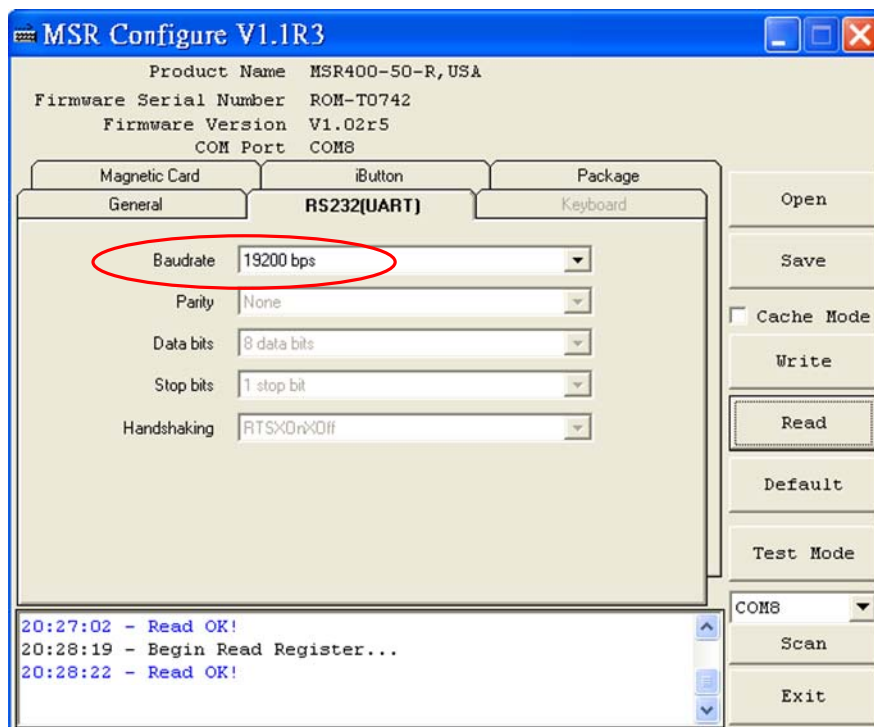 MSR Configure V1.1R3
Product Name MSR400-50-R,USA
Firmware Serial Number ROM-T0742
Firmware Version V1.02r5
COM Port COM8
Magnetic Card iButton Package
General RS232(UART) Keyboard
Baudrate 19200 bps
Parity None
Data bits 8 data bits
Stop bits 1 stop bit
Handshaking RTSXOnXOff
Open
Save
Cache Mode
Write
Read
Default
Test Mode
COM8
Scan
Exit
20:27:02 - Read OK!
20:28:19 - Begin Read Register...
20:28:22 - Read OK!